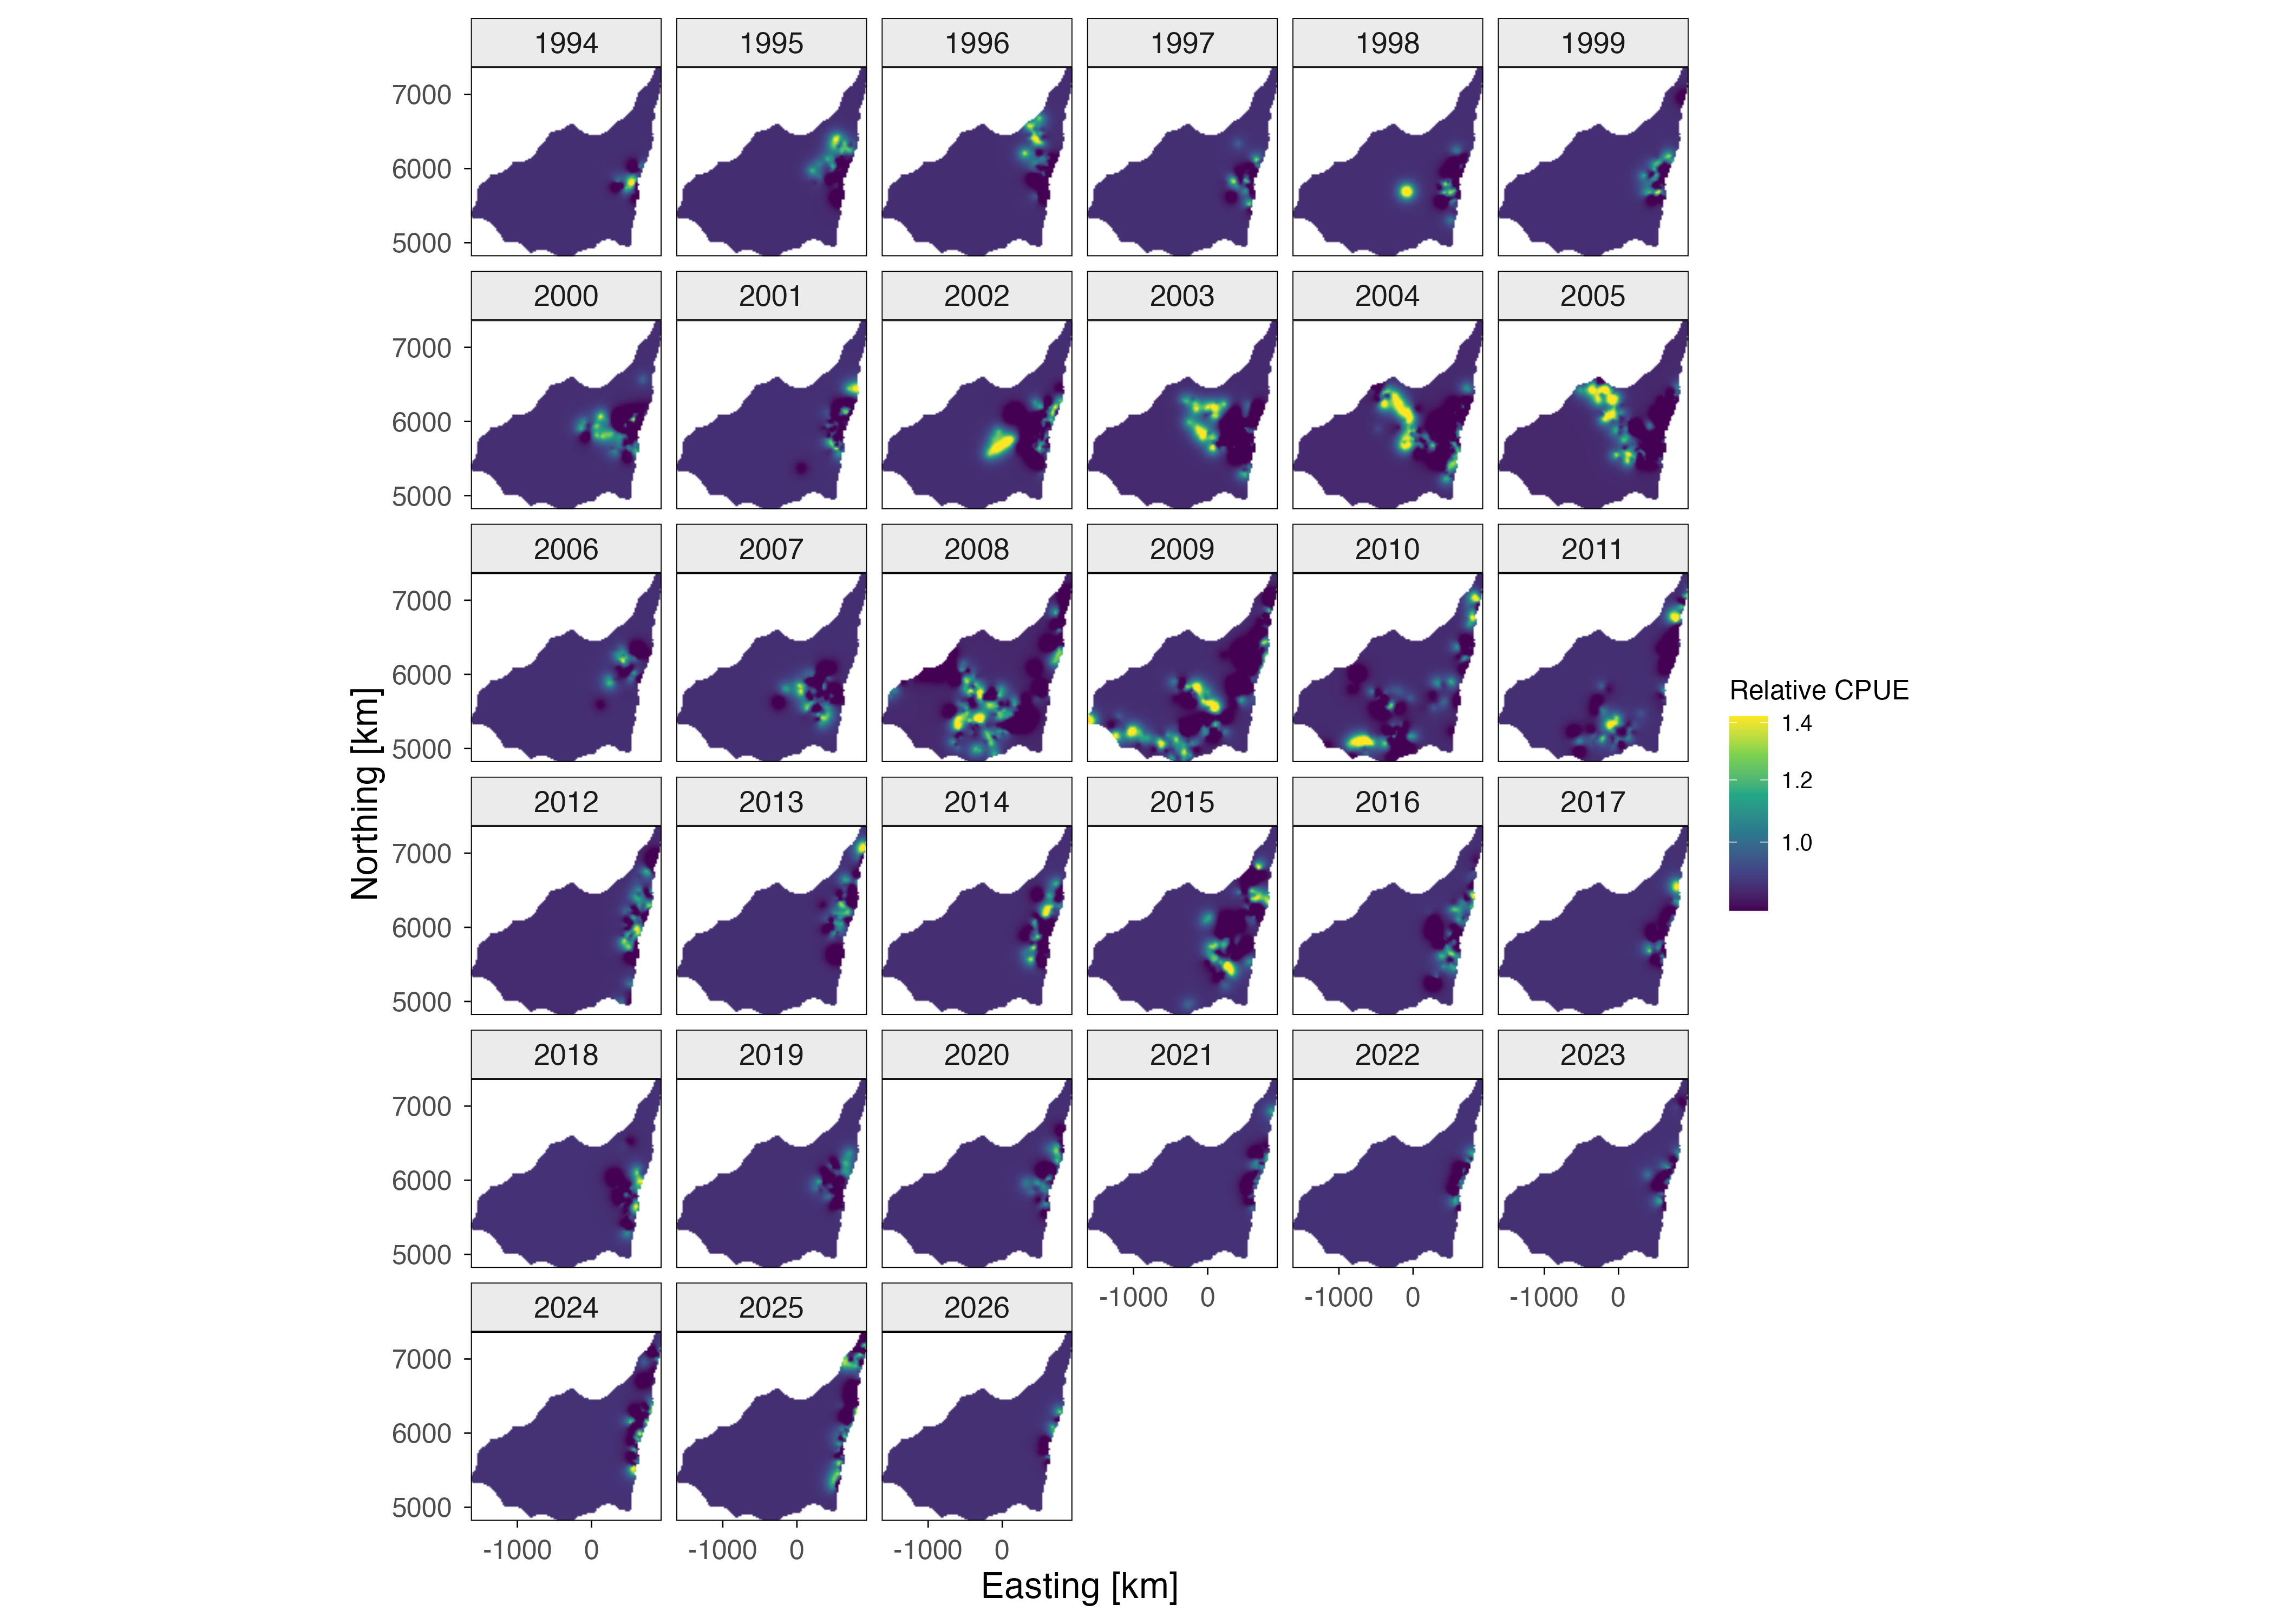 1994 1995 1996 1997 1998 1999
7000
6000
5000
2000 2001 2002 2003 2004 2005
7000
6000
5000
2006 2007 2008 2009 2010 2011
7000
6000
5000
Northing [km]
Relative CPUE
1.4
1.2
1.0
2012 2013 2014 2015 2016 2017
7000
6000
5000
2018 2019 2020 2021 2022 2023
7000
6000
5000
-1000 0 -1000 0 -1000 0
2024 2025 2026
7000
6000
5000
-1000 0 -1000 0 -1000 0
Easting [km]